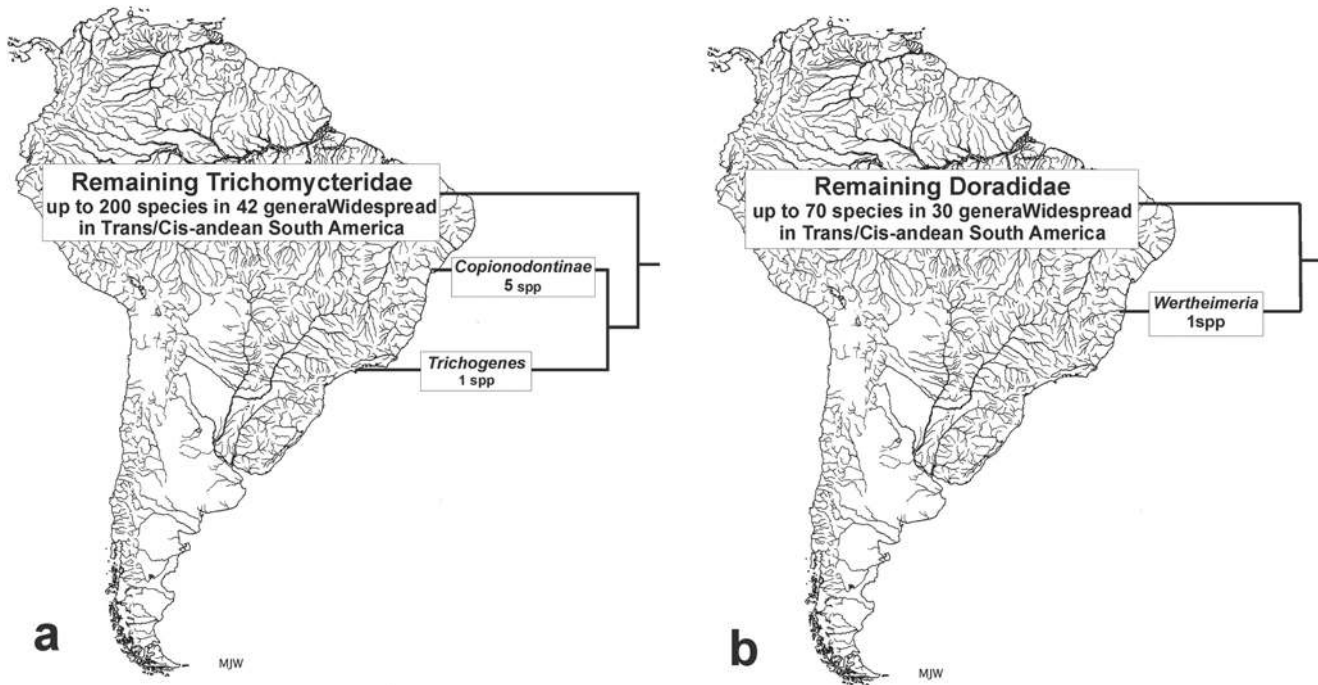 Remaining Trichomycteridae
up to 200 species in 42 generaWidespread
in Trans/Cis-andean South America
Copionodontinae
5 spp
Trichogenes
1 spp
a
MJW
Remaining Doradidae
up to 70 species in 30 generaWidespread
in Trans/Cis-andean South America
Wertheimeria
1spp
b
MJW